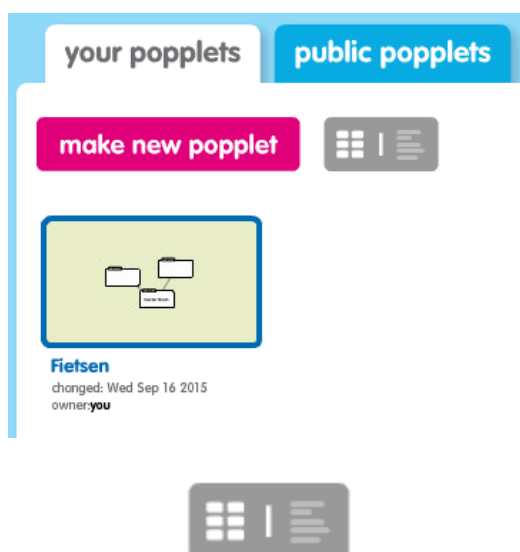 your popplets
public popplets
make new popplet
Fietsen
changed: Wed Sep 16 2015
owner:you